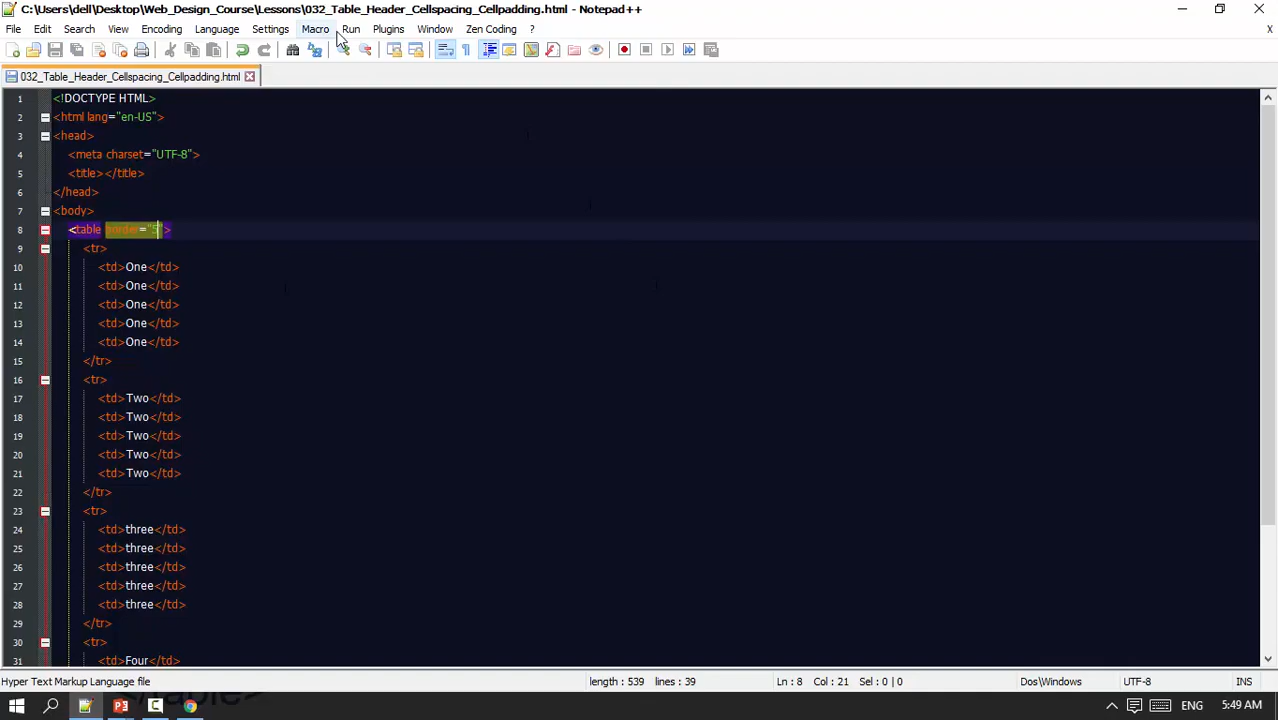 C:\Users\dell\Desktop\Web_Design_Course\Lessons\032_Table_Header_Cellspacing_Cellpadding.html - Notepad++
File Edit Search View Encoding Language Settings Macro Run Plugins Window Zen Coding ? X
032_Table_Header_Cellspacing_Cellpadding.html
1 <!DOCTYPE HTML>
2 <html lang="en-US">
3 <head>
4 <meta charset="UTF-8">
5 <title></title>
6 </head>
7 <body>
8 <table border="5">
9 <tr>
10 <td>One</td>
11 <td>One</td>
12 <td>One</td>
13 <td>One</td>
14 <td>One</td>
15 </tr>
16 <tr>
17 <td>Two</td>
18 <td>Two</td>
19 <td>Two</td>
20 <td>Two</td>
21 <td>Two</td>
22 </tr>
23 <tr>
24 <td>three</td>
25 <td>three</td>
26 <td>three</td>
27 <td>three</td>
28 <td>three</td>
29 </tr>
30 <tr>
31 <td>Four</td>
Hyper Text Markup Language file length : 539 lines : 39 Ln : 8 Col : 21 Sel : 0 | 0 Dos\Windows UTF-8 INS
</table>
ENG 5:49 AM